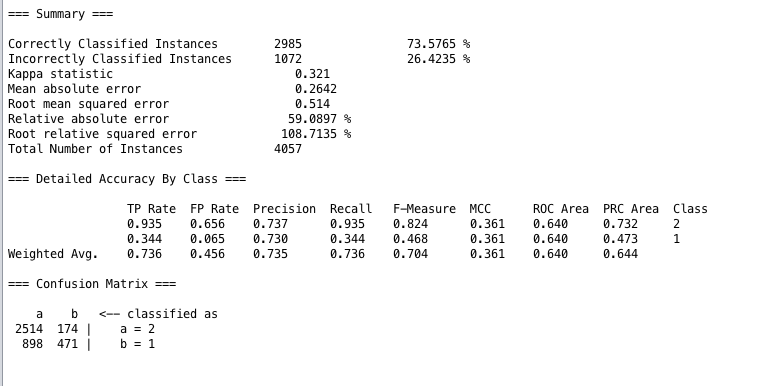 === Summary ===
Correctly Classified Instances 2985 73.5765 %
Incorrectly Classified Instances 1072 26.4235 %
Kappa statistic 0.321
Mean absolute error 0.2642
Root mean squared error 0.514
Relative absolute error 59.0897 %
Root relative squared error 108.7135 %
Total Number of Instances 4057
=== Detailed Accuracy By Class ===
TP Rate FP Rate Precision Recall F-Measure MCC ROC Area PRC Area Class
0.935 0.656 0.737 0.935 0.824 0.361 0.640 0.732 2
0.344 0.065 0.730 0.344 0.468 0.361 0.640 0.473 1
Weighted Avg. 0.736 0.456 0.735 0.736 0.704 0.361 0.640 0.644
=== Confusion Matrix ===
a b <-- classified as
2514 174 | a = 2
898 471 | b = 1